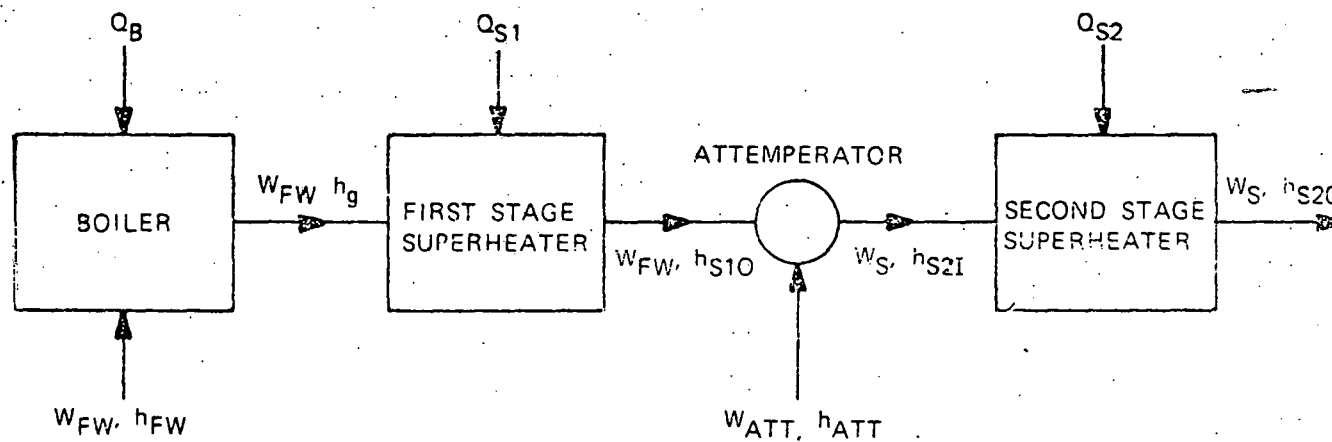 Q_B
Q_S1
Q_S2
ATTEMPERATOR
BOILER
W_FW h_g
FIRST STAGE
SUPERHEATER
W_FW, h_S1O
W_S, h_S2I
SECOND STAGE
SUPERHEATER
W_S, h_S2O
W_FW, h_FW
W_ATT, h_ATT